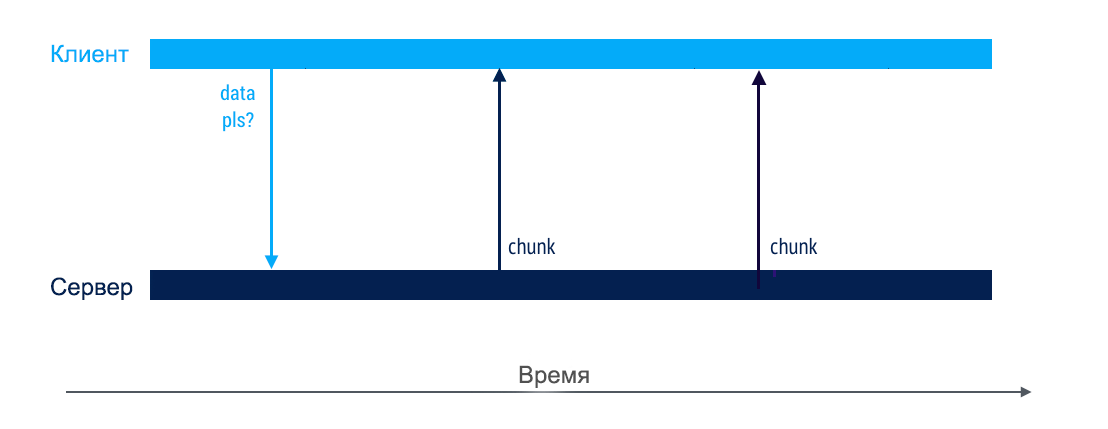 Клиент
data
pls?
chunk
chunk
Сервер
Время